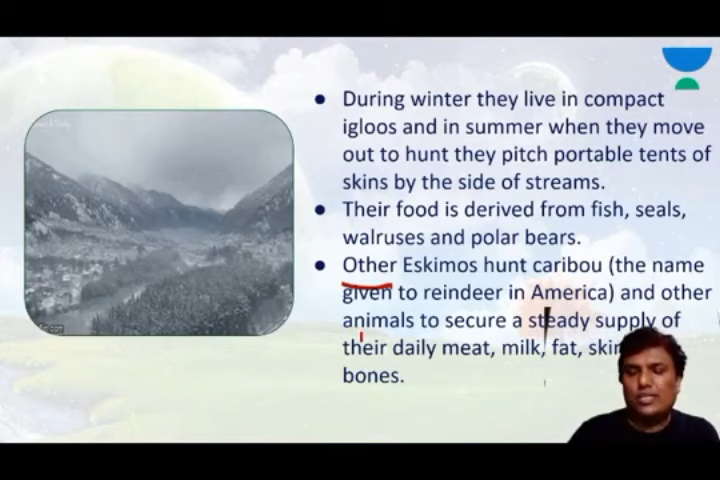 ● During winter they live in compact
igloos and in summer when they move
out to hunt they pitch portable tents of
skins by the side of streams.
● Their food is derived from fish, seals,
walruses and polar bears.
● Other Eskimos hunt caribou (the name
given to reindeer in America) and other
animals to secure a steady supply of
their daily meat, milk, fat,
bones.